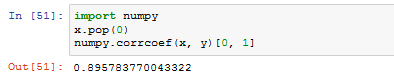 In [51]: import numpy
x.pop(0)
numpy.corrcoef(x, y)[0, 1]
Out[51]: 0.895783770043322